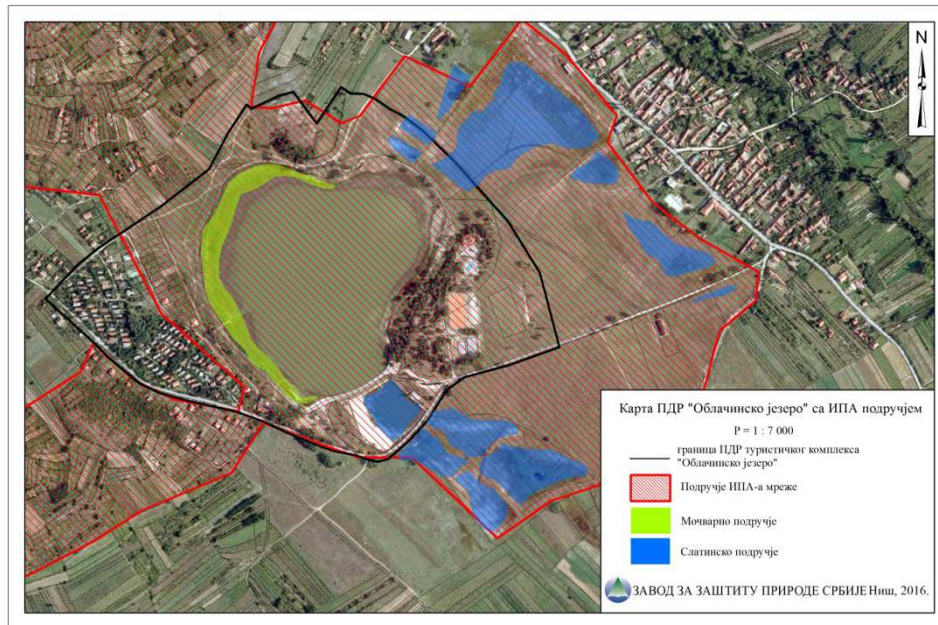 N
Карта ПДР "Облачинско језеро" са ИПА подручјем
Р = 1 : 7 000
граница ПДР туристичког комплекса
"Облачинско језеро"
Подручје ИПА-а мреже
Мочварно подручје
Слатинско подручје
ЗАВОД ЗА ЗАШТИТУ ПРИРОДЕ СРБИЈЕ Ниш, 2016.